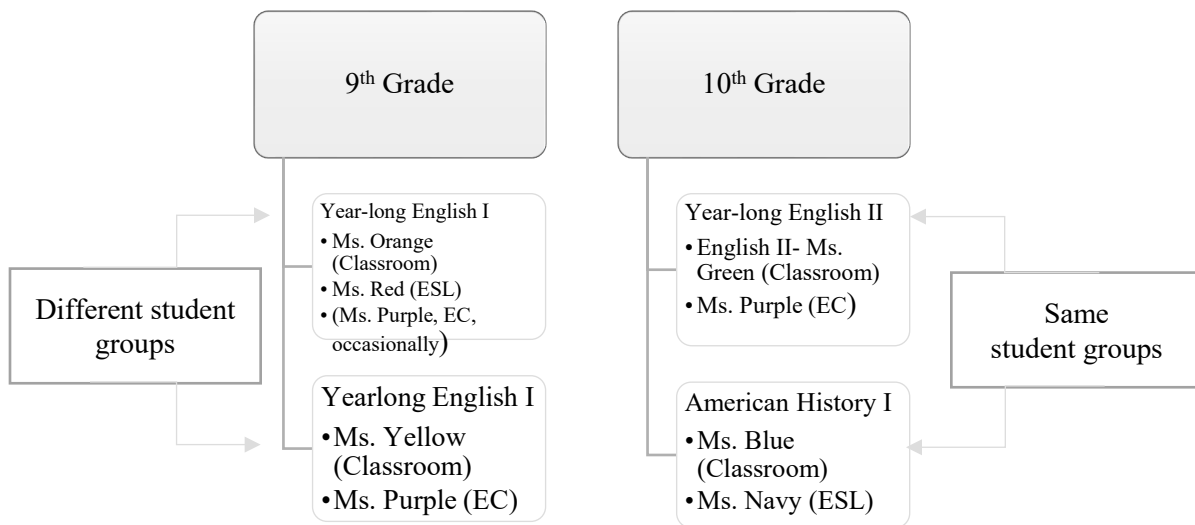 9th Grade
10th Grade
Year-long English I
• Ms. Orange
(Classroom)
• Ms. Red (ESL)
• (Ms. Purple, EC,
occasionally)
Yearlong English I
•Ms. Yellow
(Classroom)
•Ms. Purple (EC)
Year-long English II
•English II- Ms.
Green (Classroom)
•Ms. Purple (EC)
American History I
•Ms. Blue
(Classroom)
•Ms. Navy (ESL)
Different student
groups
Same
student groups